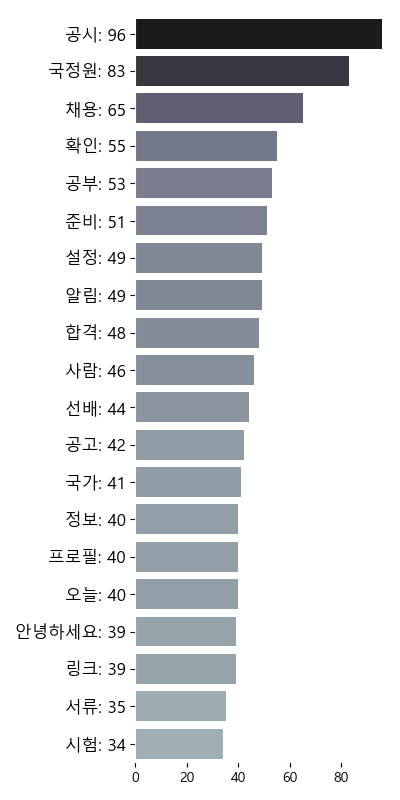 공시: 96
국정원: 83
채용: 65
확인: 55
공부: 53
준비: 51
설정: 49
알림: 49
합격: 48
사람: 46
선배: 44
공고: 42
국가: 41
정보: 40
프로필: 40
오늘: 40
안녕하세요: 39
링크: 39
서류: 35
시험: 34
0 20 40 60 80